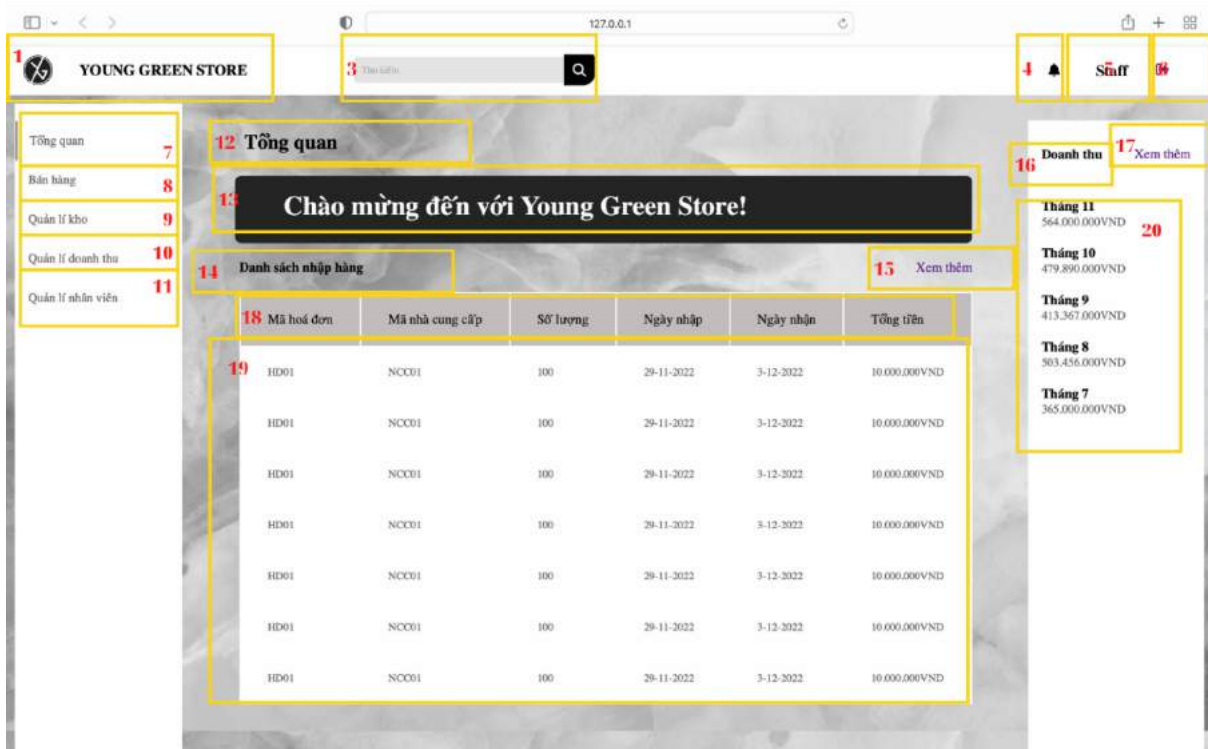 127.0.0.1
1 YOUNG GREEN STORE 3 Tìm kiếm 4 Staff 5 6
Tổng quan 7
Bán hàng 8
Quản lí kho 9
Quản lí doanh thu 10
Quản lí nhân viên 11
12 Tổng quan
13 Chào mừng đến với Young Green Store!
14 Danh sách nhập hàng 15 Xem thêm
18 Mã hoá đơn Mã nhà cung cấp Số lượng Ngày nhập Ngày nhận Tổng tiền
19 HD01 NCC01 100 29-11-2022 3-12-2022 10.000.000VND
HD01 NCC01 100 29-11-2022 3-12-2022 10.000.000VND
HD01 NCC01 100 29-11-2022 3-12-2022 10.000.000VND
HD01 NCC01 100 29-11-2022 3-12-2022 10.000.000VND
HD01 NCC01 100 29-11-2022 3-12-2022 10.000.000VND
HD01 NCC01 100 29-11-2022 3-12-2022 10.000.000VND
HD01 NCC01 100 29-11-2022 3-12-2022 10.000.000VND
16 Doanh thu 17 Xem thêm
20
Tháng 11
564.000.000VND
Tháng 10
479.890.000VND
Tháng 9
413.367.000VND
Tháng 8
503.456.000VND
Tháng 7
365.000.000VND